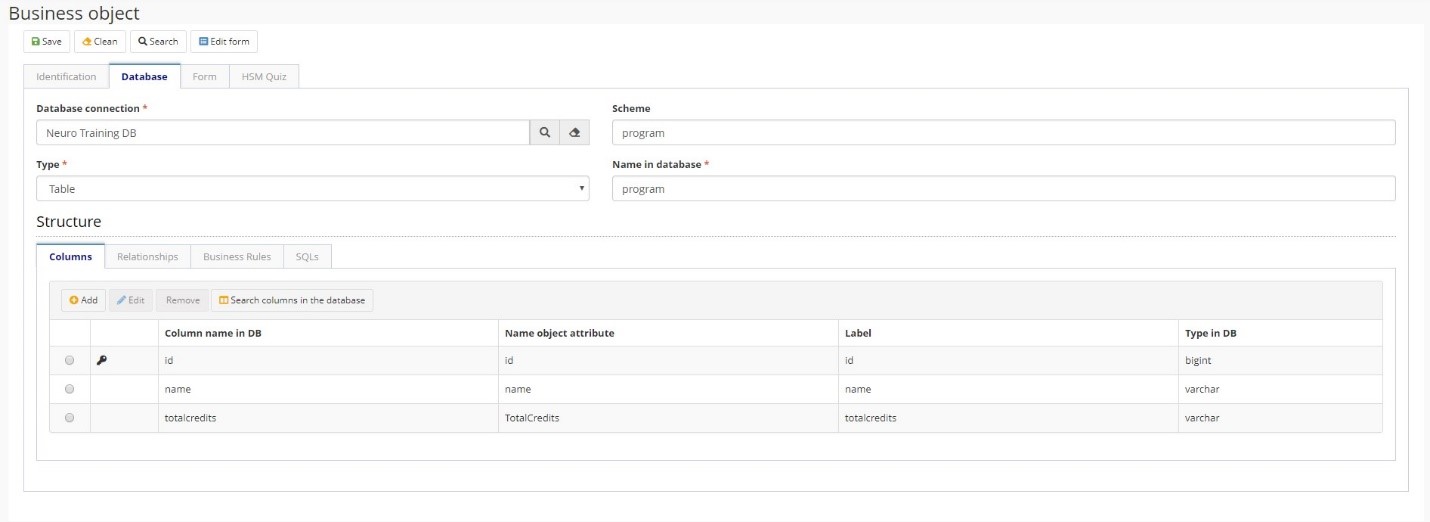 Business object
Save Clean Search Edit form
Identification Database Form HSM Quiz
Database connection * Scheme
Neuro Training DB program
Type * Name in database *
Table program
Structure
Columns Relationships Business Rules SQLs
Add Edit Remove Search columns in the database
Column name in DB Name object attribute Label Type in DB
id id id bigint
name name name varchar
totalcredits TotalCredits totalcredits varchar